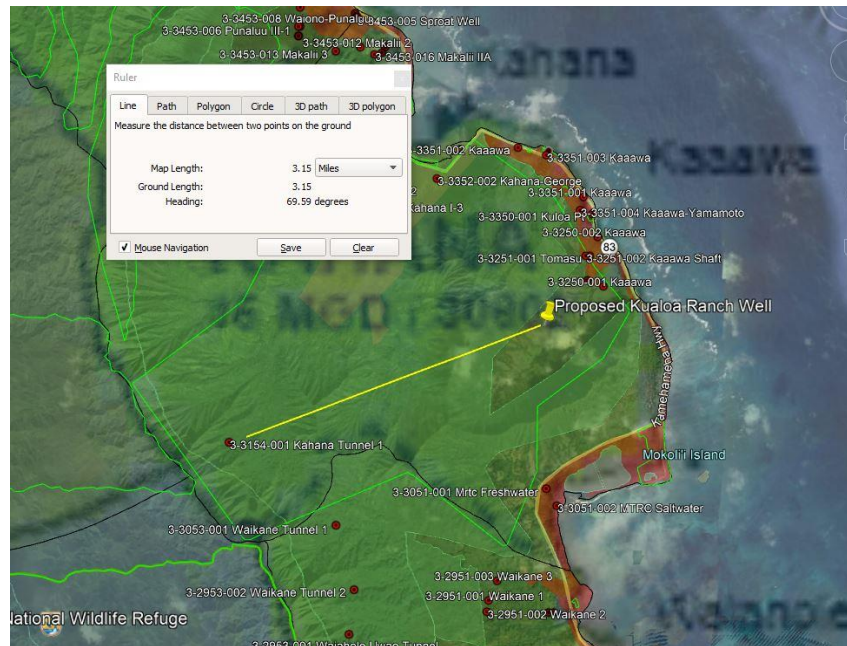 3-3453-008 Waiono-Punaluu
3-3453-005 Sproat Well
3-3453-006 Punaluu III-1
3-3453-012 Makalii 2
3-3453-013 Makalii 3
3-3453-016 Makalii IIA
Ruler
Line Path Polygon Circle 3D path 3D polygon
Measure the distance between two points on the ground
Map Length: 3.15 Miles
Ground Length: 3.15
Heading: 69.59 degrees
Mouse Navigation Save Clear
Kahana
Kaaawa
3-3351-002 Kaaawa
3-3351-003 Kaaawa
3-3352-002 Kahana-George
Kahana I-3
3-3351-001 Kaaawa
3-3350-001 Kuloa P
3-3351-004 Kaaawa-Yamamoto
3-3250-002 Kaaawa
83
3-3251-001 Tomasu
3-3251-002 Kaaawa Shaft
3-3250-001 Kaaawa
Proposed Kualoa Ranch Well
Kamehameha Hwy
3-3154-001 Kahana Tunnel-1
Mokoli'i Island
3-3051-001 Mrtc Freshwater
3-3051-002 MTRC Saltwater
3-3053-001 Waikane Tunnel 1
3-2951-003 Waikane 3
3-2953-002 Waikane Tunnel 2
3-2951-001 Waikane 1
3-2951-002 Waikane 2
National Wildlife Refuge